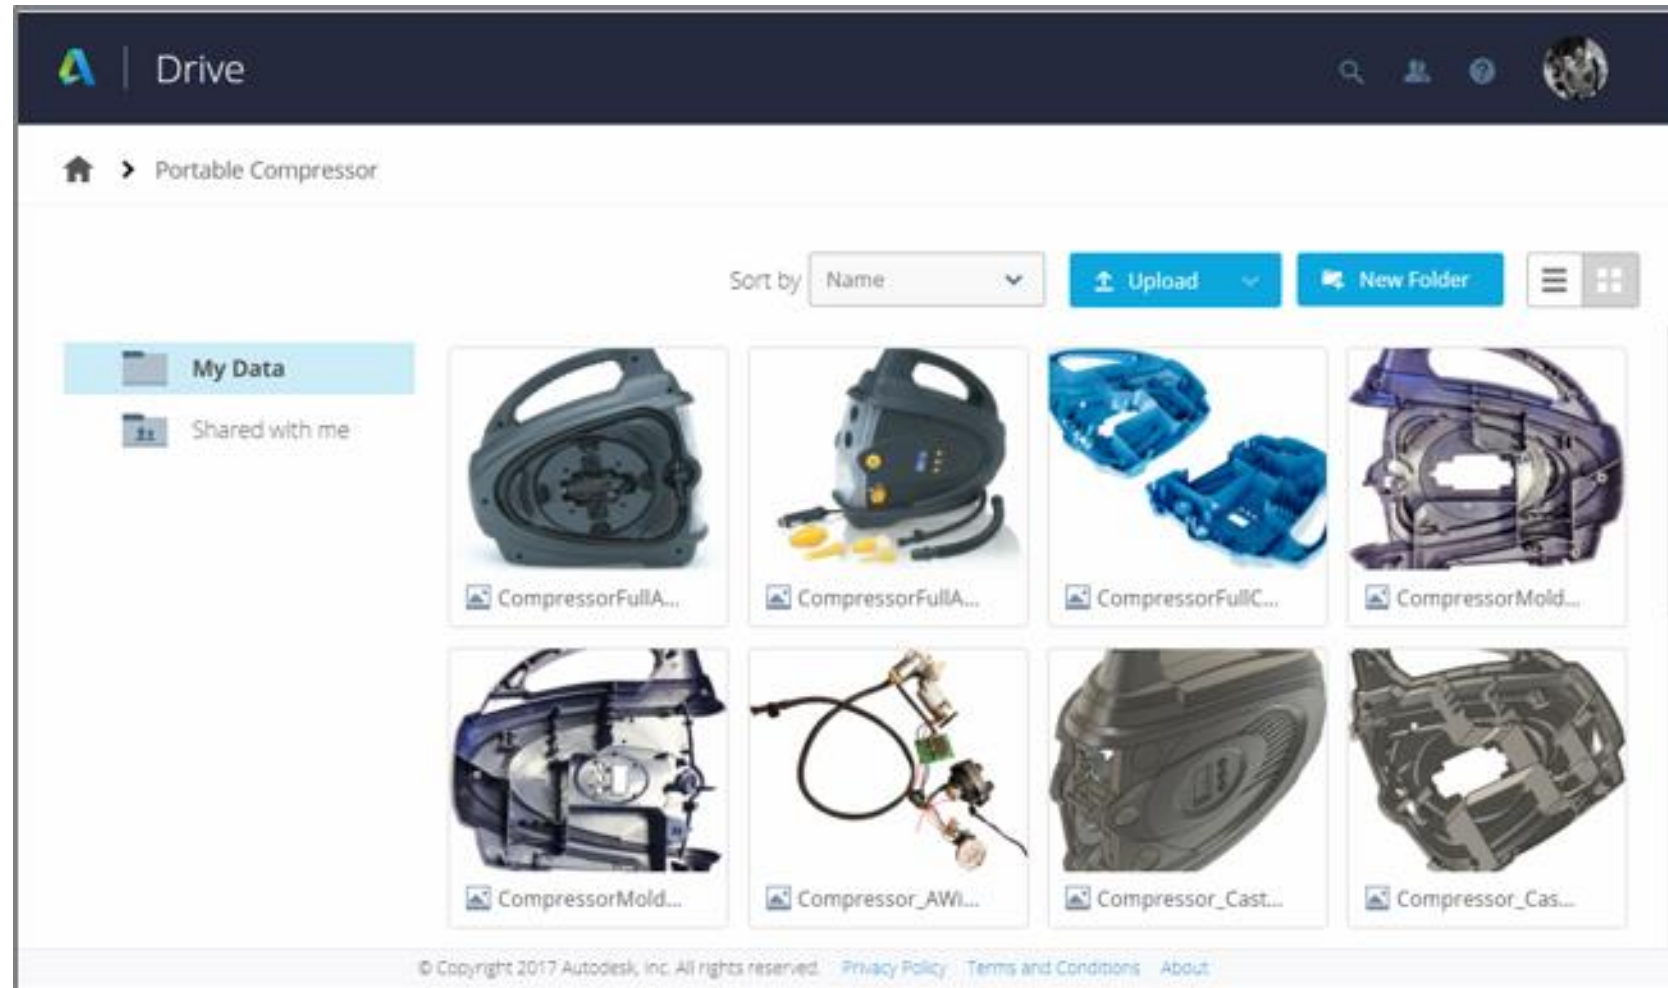 Drive
Portable Compressor
Sort by Name Upload New Folder
My Data
Shared with me
CompressorFullA... CompressorFullA... CompressorFullC... CompressorMold...
CompressorMold... Compressor_AWi... Compressor_Cast... Compressor_Cas...
© Copyright 2017 Autodesk, Inc. All rights reserved. Privacy Policy Terms and Conditions About